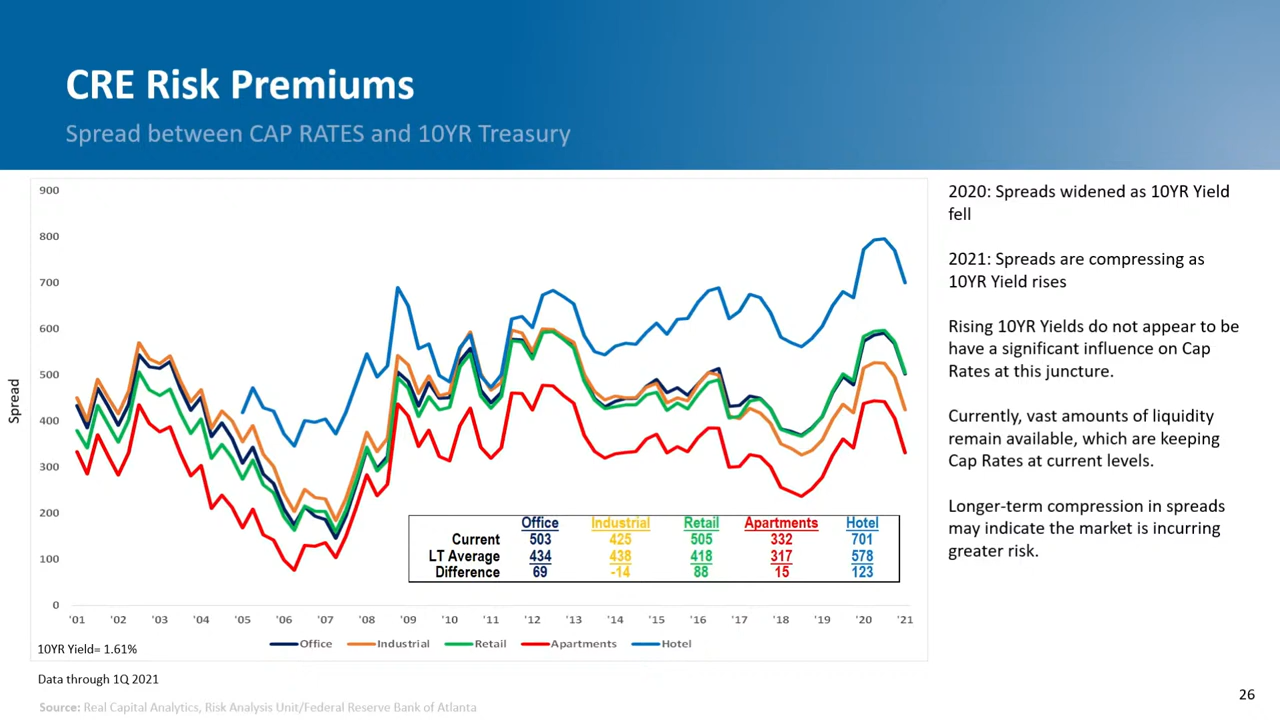 CRE Risk Premiums
Spread between CAP RATES and 10YR Treasury
900
800
700
600
500
400
300
200
100
0
Spread
'01 '02 '03 '04 '05 '06 '07 '08 '09 '10 '11 '12 '13 '14 '15 '16 '17 '18 '19 '20 '21
Office Industrial Retail Apartments Hotel
Current 503 425 505 332 701
LT Average 434 438 418 317 578
Difference 69 -14 88 15 123
Office Industrial Retail Apartments Hotel
10YR Yield= 1.61%
Data through 1Q 2021
Source: Real Capital Analytics, Risk Analysis Unit/Federal Reserve Bank of Atlanta
2020: Spreads widened as 10YR Yield
fell
2021: Spreads are compressing as
10YR Yield rises
Rising 10YR Yields do not appear to be
have a significant influence on Cap
Rates at this juncture.
Currently, vast amounts of liquidity
remain available, which are keeping
Cap Rates at current levels.
Longer-term compression in spreads
may indicate the market is incurring
greater risk.
26